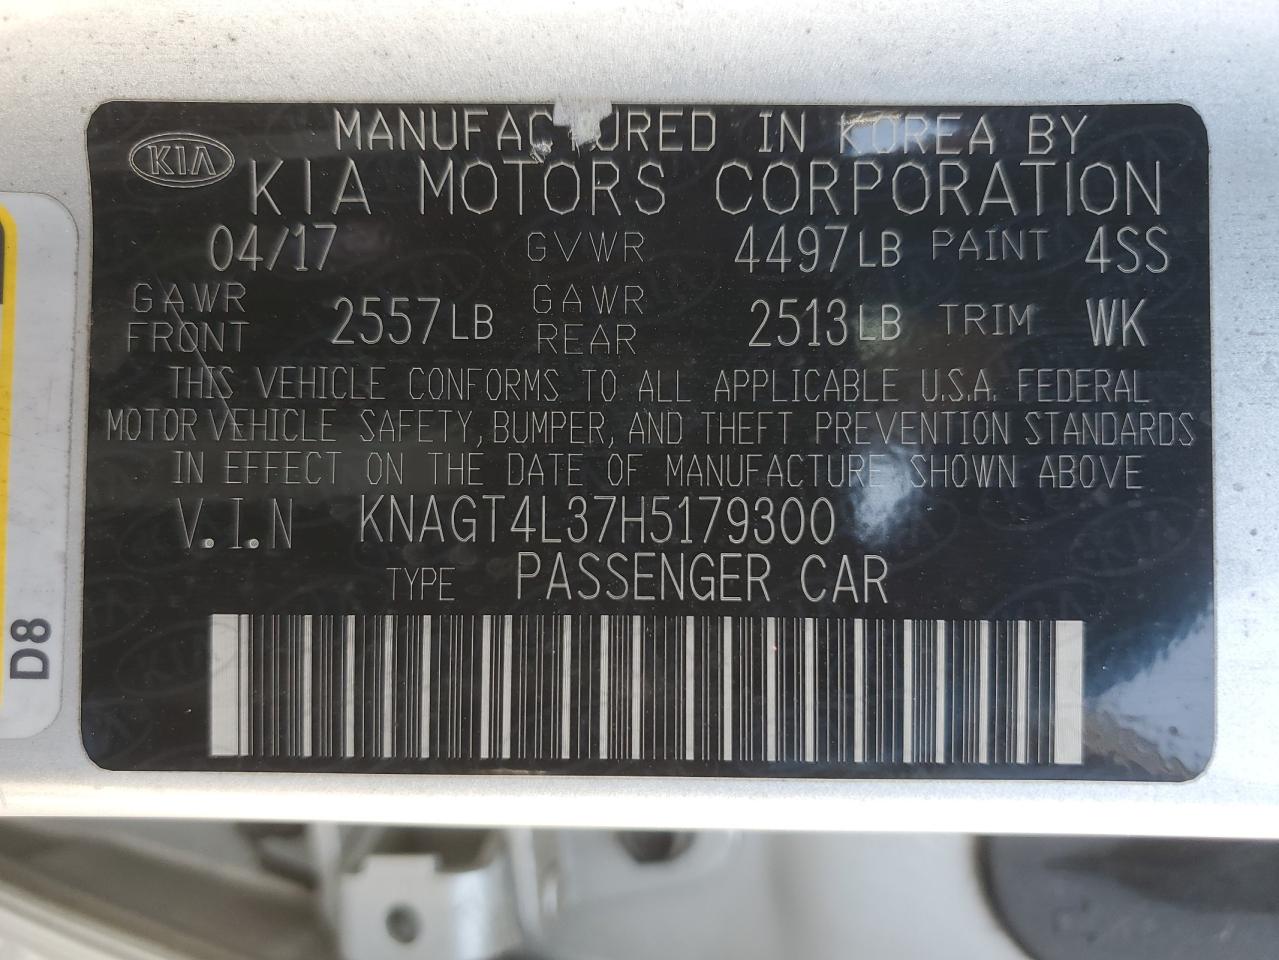 MANUFACTURED IN KOREA BY
KIA KIA MOTORS CORPORATION
04/17 GVWR 4497LB PAINT 4SS
GAWR FRONT 2557LB GAWR REAR 2513LB TRIM WK
THIS VEHICLE CONFORMS TO ALL APPLICABLE U.S.A. FEDERAL
MOTOR VEHICLE SAFETY, BUMPER, AND THEFT PREVENTION STANDARDS
IN EFFECT ON THE DATE OF MANUFACTURE SHOWN ABOVE
V.I.N KNAGT4L37H5179300
TYPE PASSENGER CAR
D8